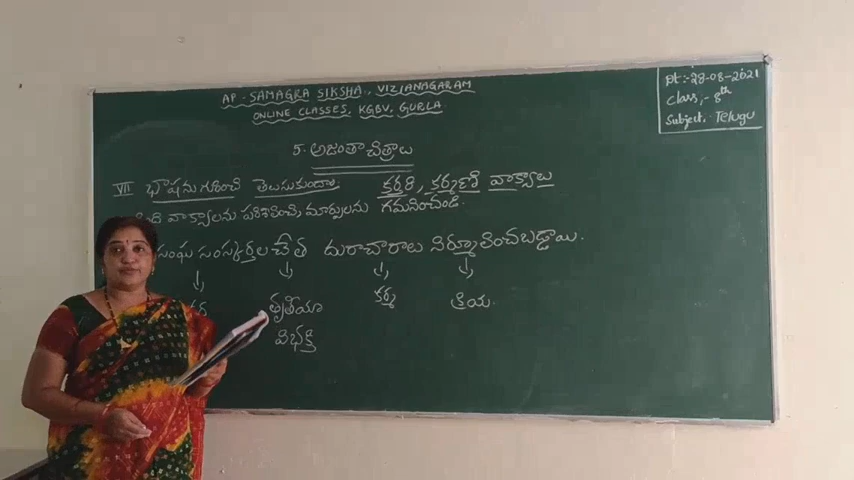 AP - SAMAGRA SIKSHA, VIZIANAGARAM
ONLINE CLASSES, KGBV, GURLA
Dt :- 28-08-2021
Class :- 8th
Subject :- Telugu
5. అజంతా చిత్రాలు
VII భాషను గురించి తెలుసుకుందాం. కర్తరి, కర్మణి వాక్యాలు
వాక్యాలను పరిశీలించి, మార్పులను గమనించండి.
సంఘ సంస్కర్తల చేత దురాచారాలు నిర్మూలించబడ్డాయి.
తృతీయా కర్మ క్రియ.
విభక్తి